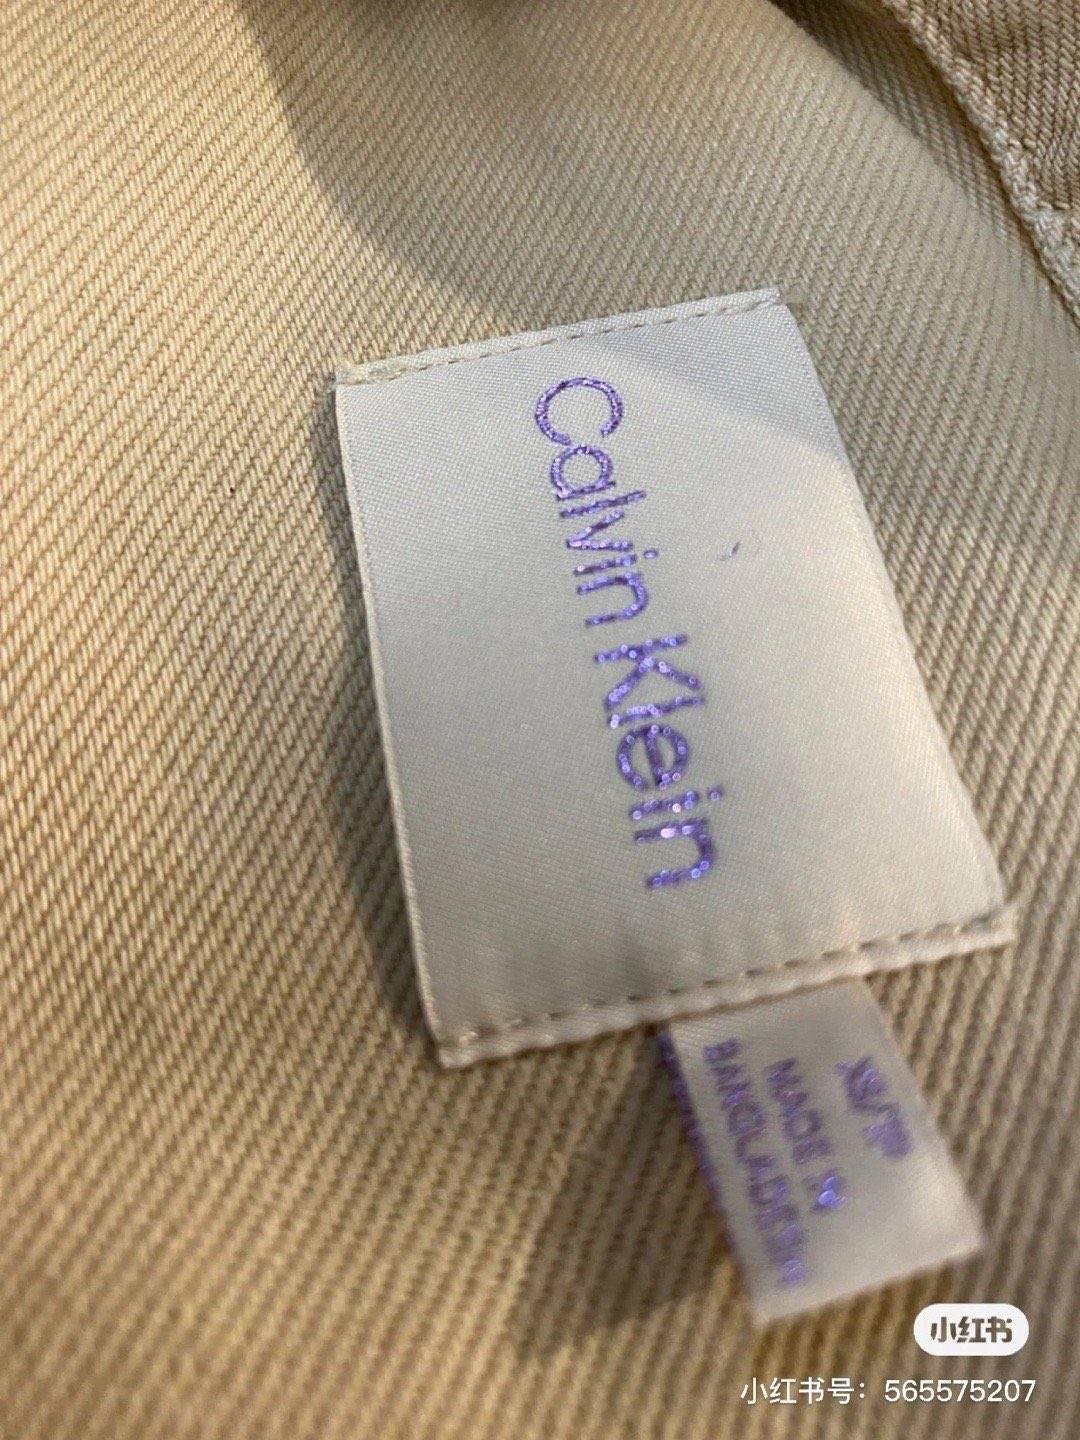 Calvin Klein
XS/TP
MADE IN
BANGLADESH
小红书
小红书号：565575207